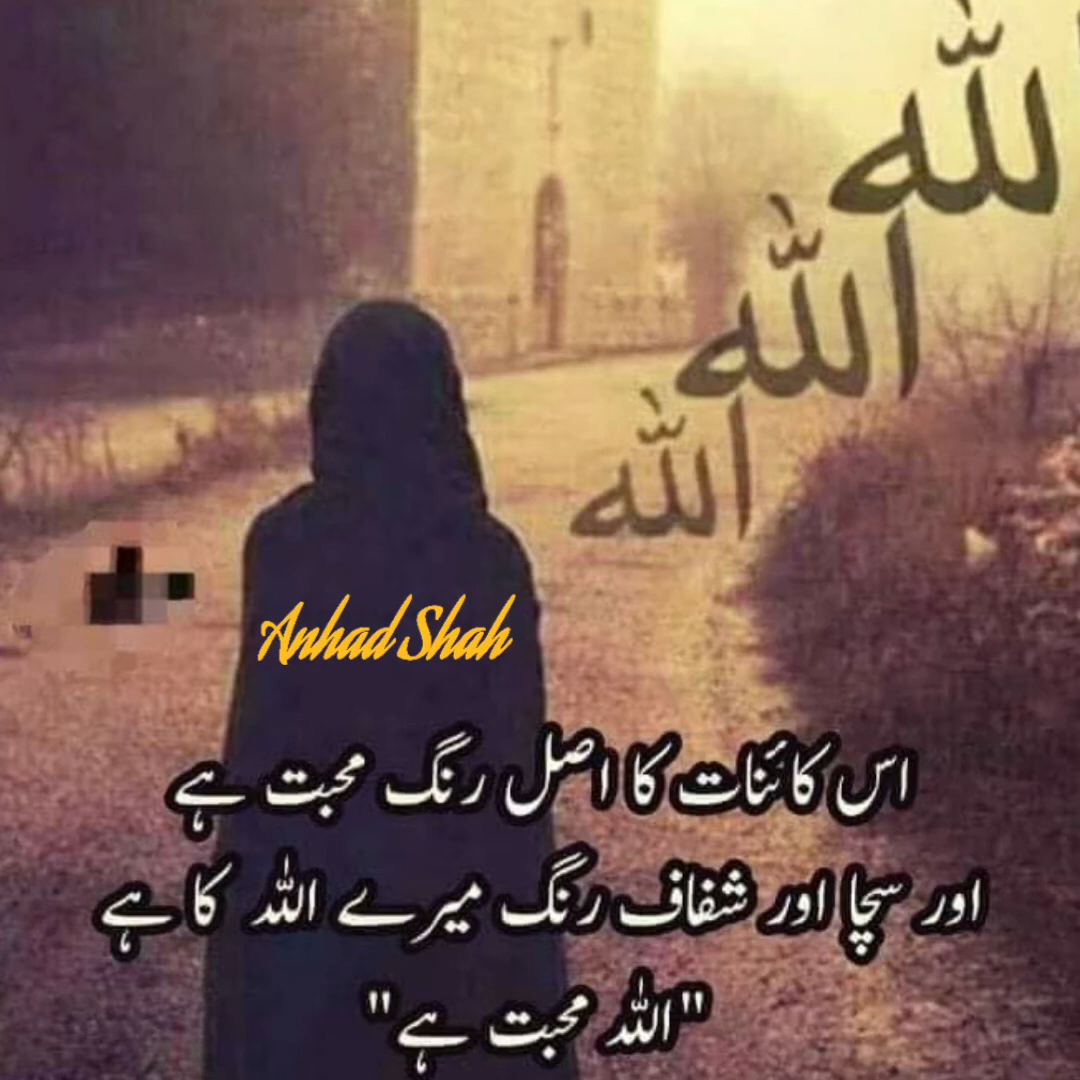 لله
الله
الله
Anhad Shah
اس کائنات کا اصل رنگ محبت ہے
اور سچا اور شفاف رنگ میرے اللہ کا ہے
"اللہ محبت ہے"